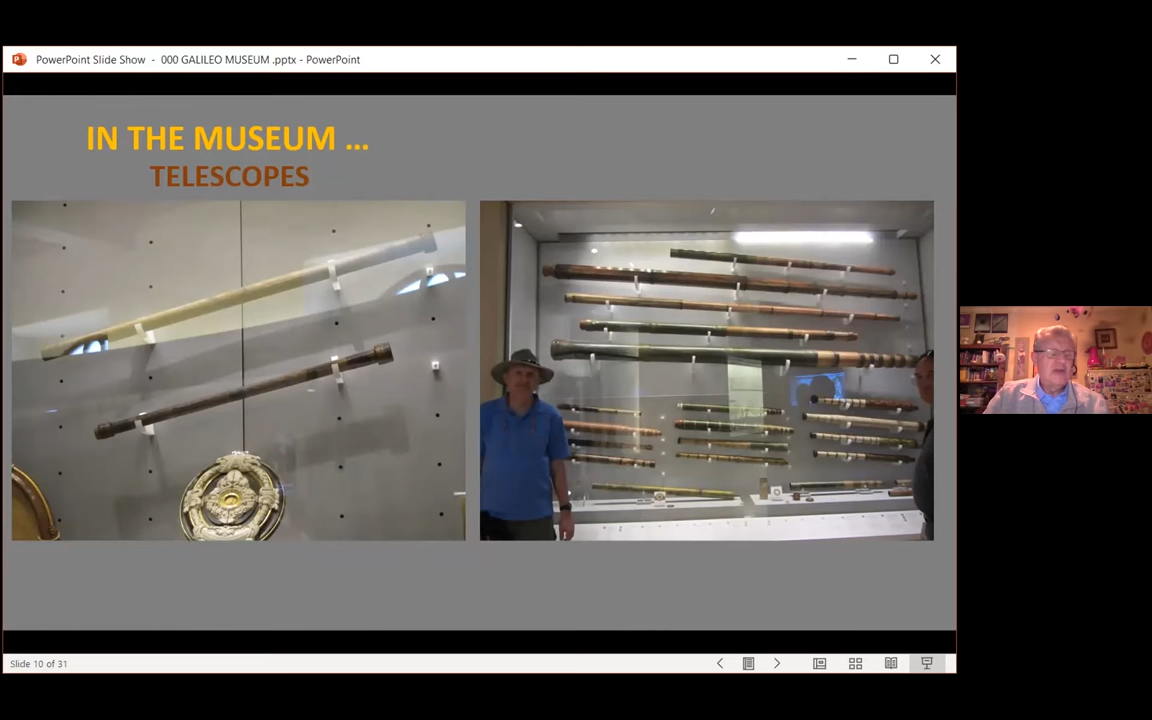 PowerPoint Slide Show - 000 GALILEO MUSEUM .pptx - PowerPoint
IN THE MUSEUM ...
TELESCOPES
Slide 10 of 31